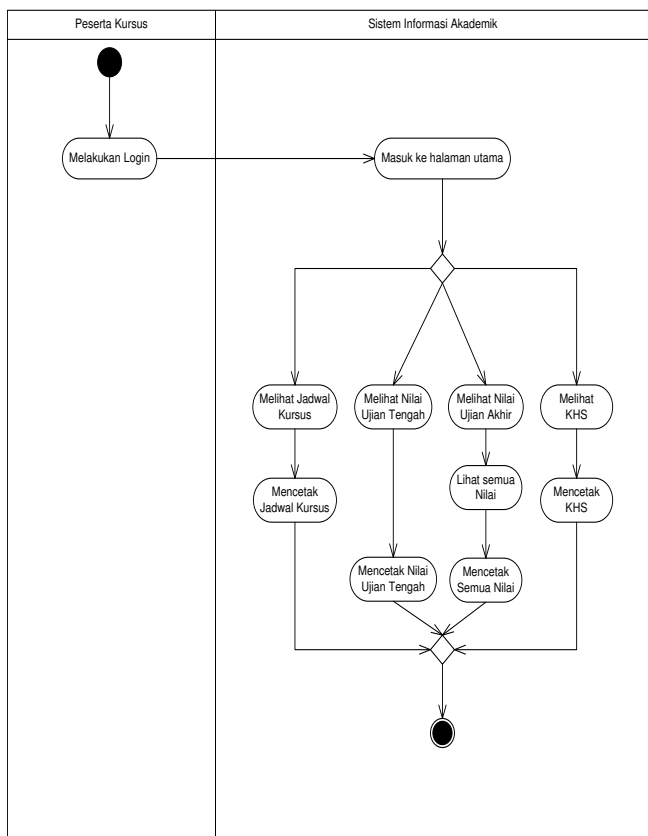 Peserta Kursus
Sistem Informasi Akademik
Melakukan Login
Masuk ke halaman utama
Melihat Jadwal
Kursus
Melihat Nilai
Ujian Tengah
Melihat Nilai
Ujian Akhir
Melihat
KHS
Mencetak
Jadwal Kursus
Lihat semua
Nilai
Mencetak
KHS
Mencetak Nilai
Ujian Tengah
Mencetak
Semua Nilai